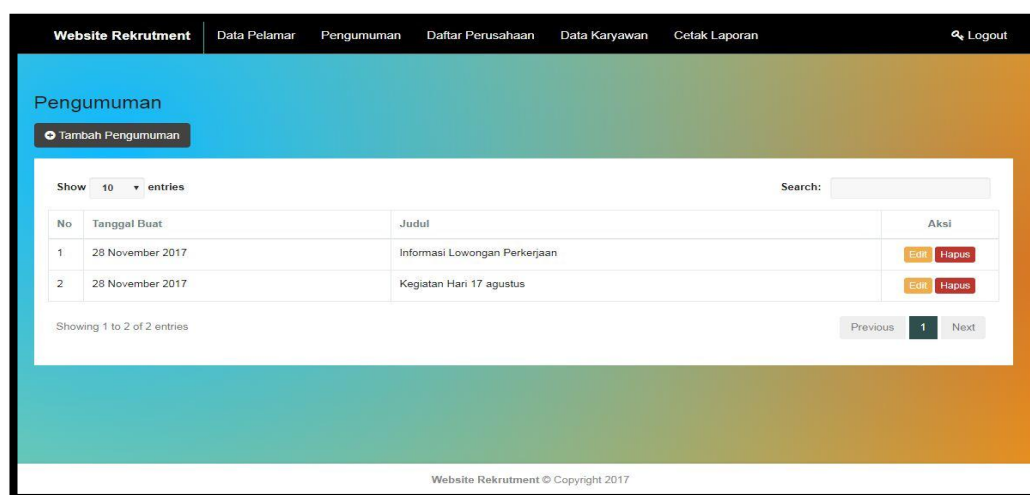 Website Rekrutment Data Pelamar Pengumuman Daftar Perusahaan Data Karyawan Cetak Laporan Logout
Pengumuman
Tambah Pengumuman
Show 10 entries Search:
No Tanggal Buat Judul Aksi
1 28 November 2017 Informasi Lowongan Perkerjaan Edit Hapus
2 28 November 2017 Kegiatan Hari 17 agustus Edit Hapus
Showing 1 to 2 of 2 entries Previous 1 Next
Website Rekrutment © Copyright 2017